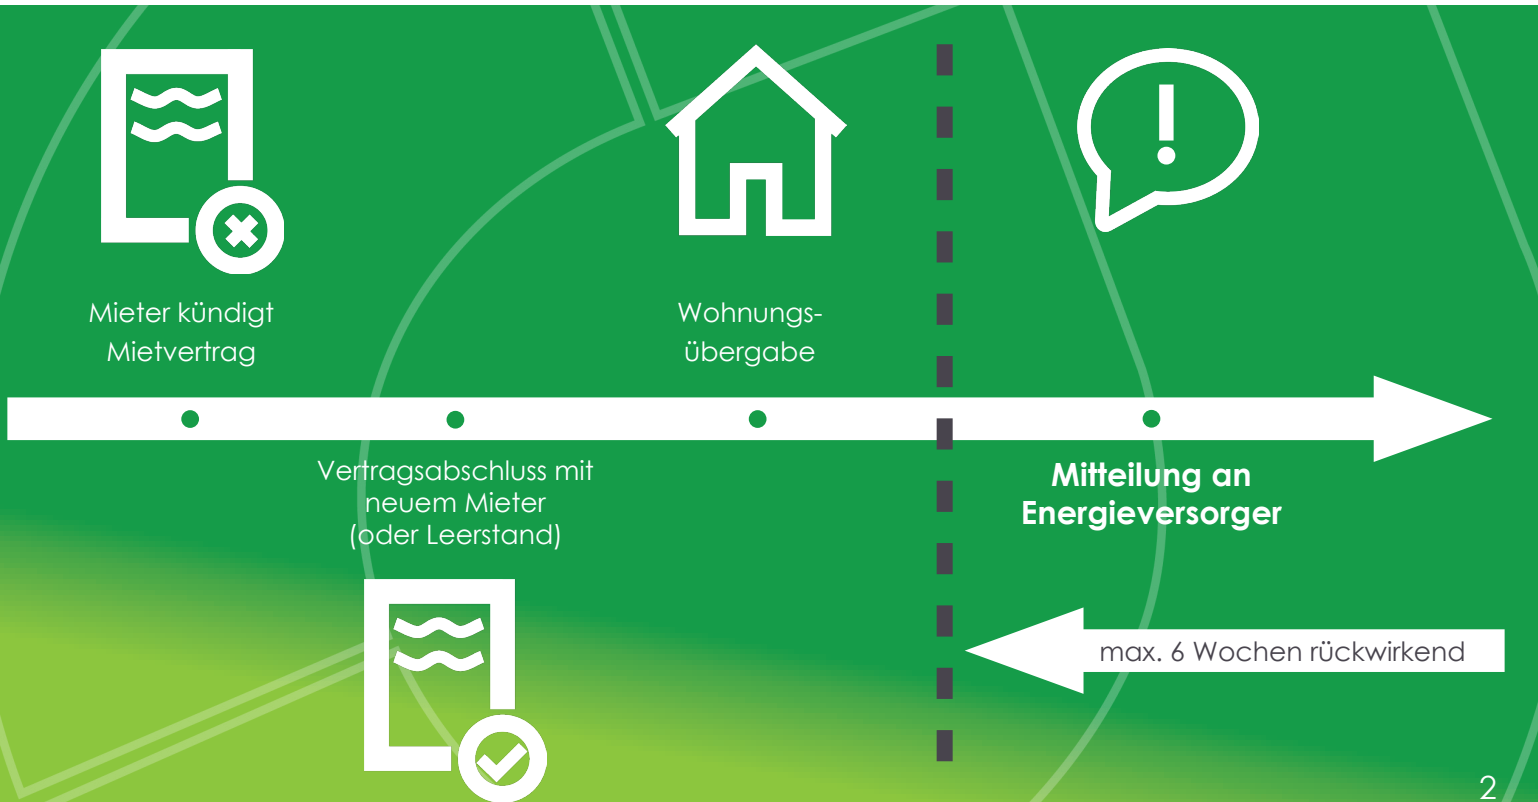 Mieter kündigt
Mietvertrag
Wohnungs-
übergabe
Vertragsabschluss mit
neuem Mieter
(oder Leerstand)
Mitteilung an
Energieversorger
max. 6 Wochen rückwirkend
2